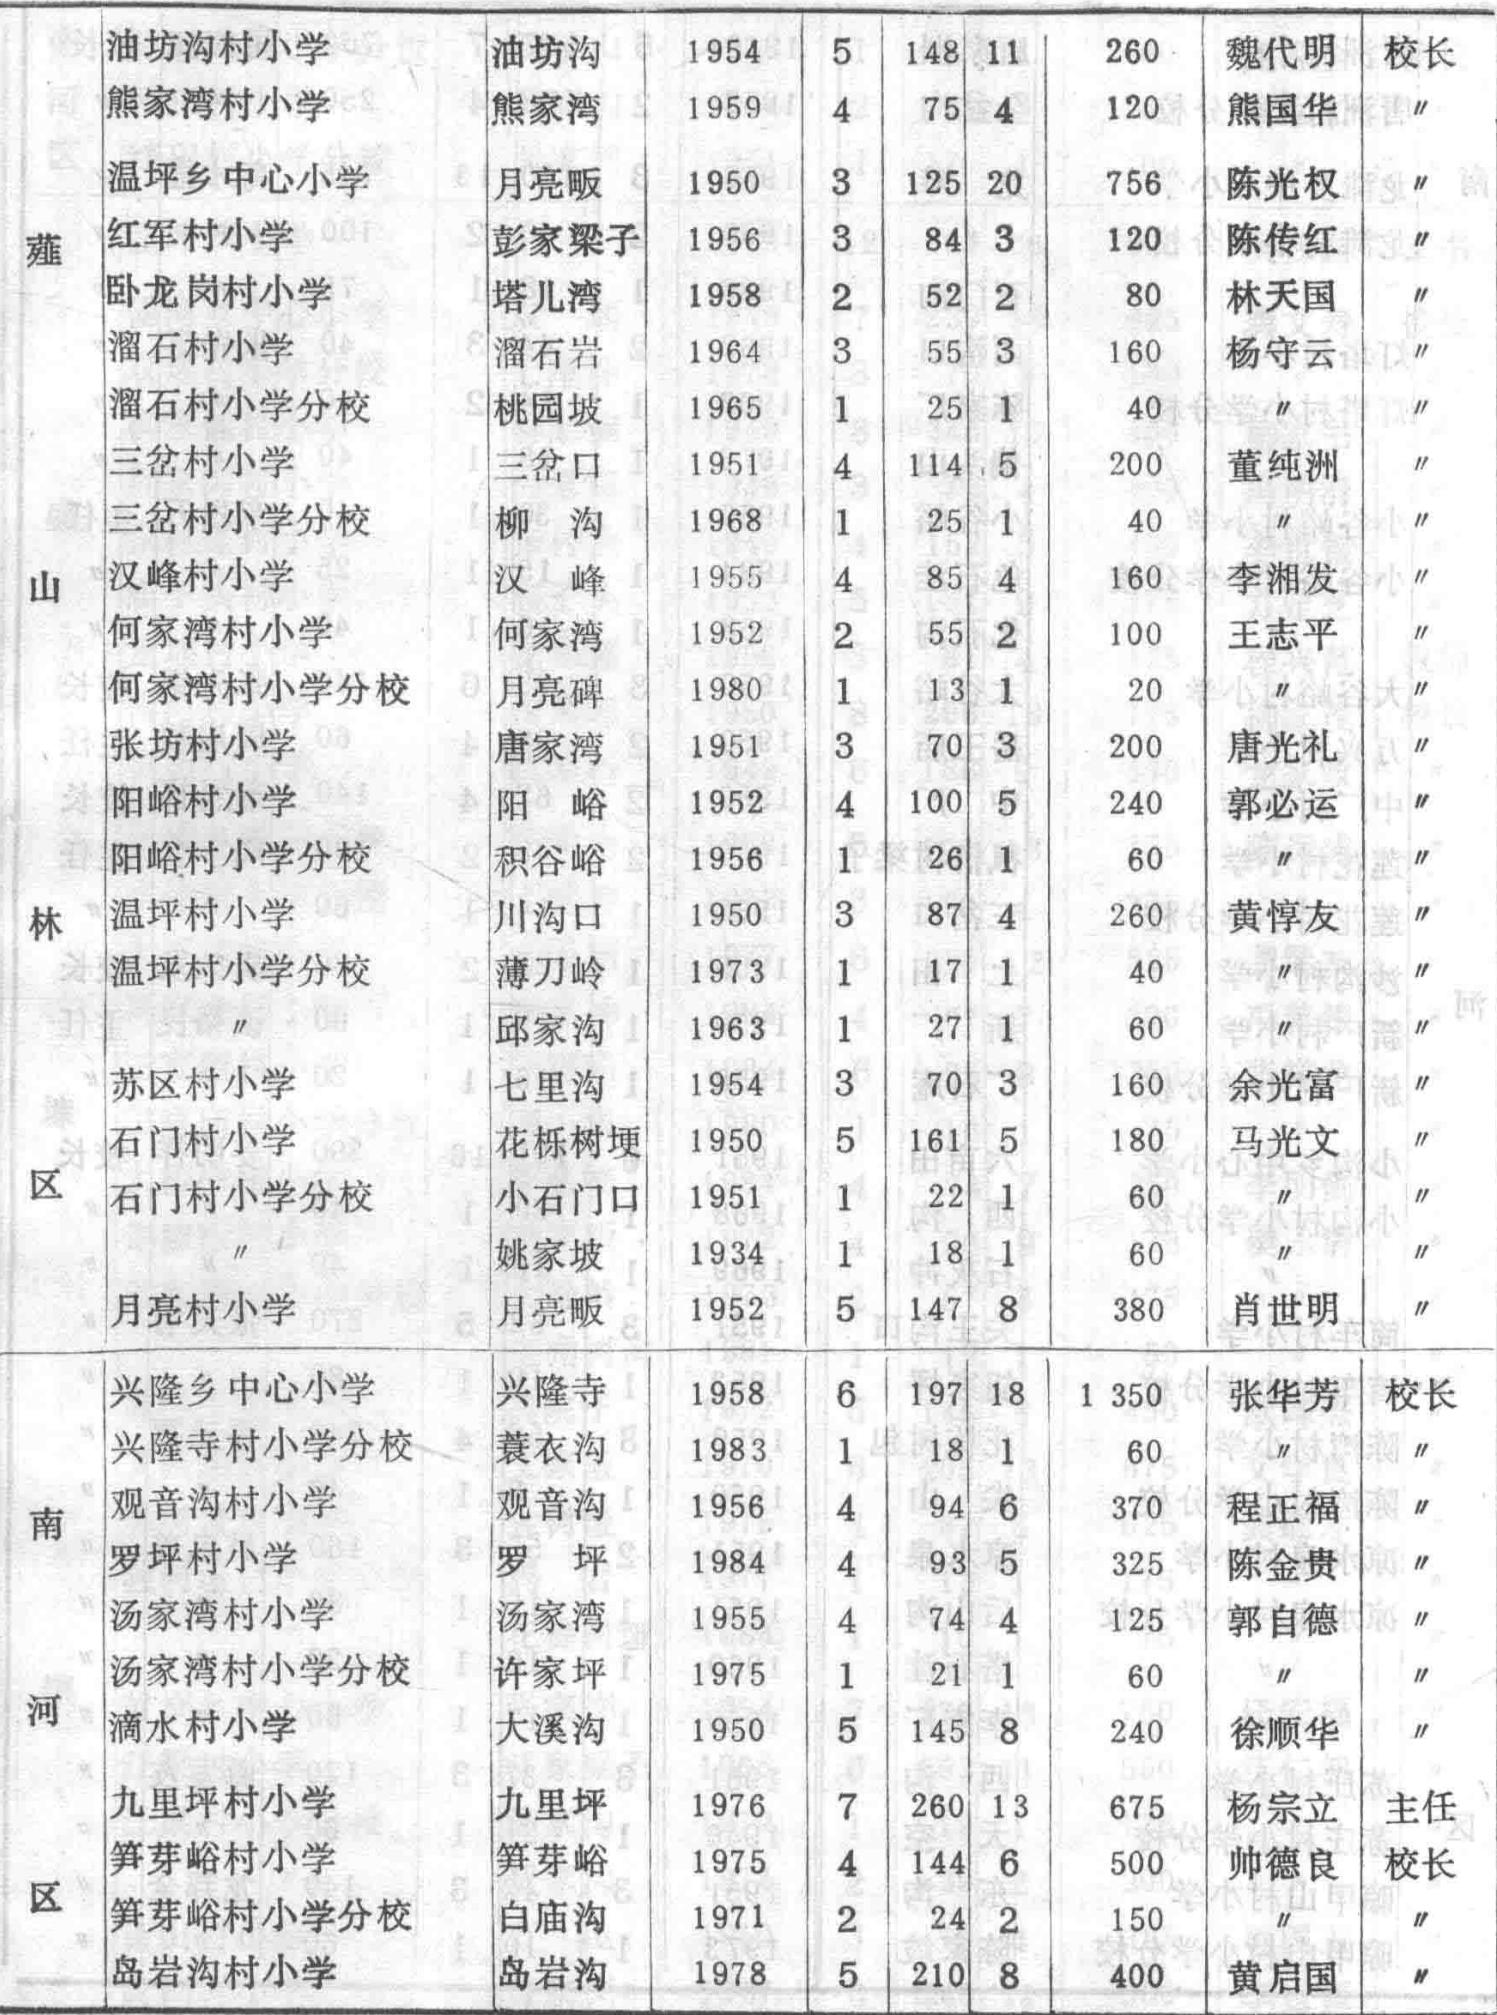 油坊沟村小学 油坊沟 1954 5 148 11 260 魏代明 校长
熊家湾村小学 熊家湾 1959 4 75 4 120 熊国华 〃
温坪乡中心小学 月亮畈 1950 3 125 20 756 陈光权 〃
红军村小学 彭家梁子 1956 3 84 3 120 陈传红 〃
薤
卧龙岗村小学 塔儿湾 1958 2 52 2 80 林天国 〃
溜石村小学 溜石岩 1964 3 55 3 160 杨守云 〃
溜石村小学分校 桃园坡 1965 1 25 1 40 〃 〃
三岔村小学 三岔口 1951 4 114 5 200 董纯洲 〃
三岔村小学分校 柳 沟 1968 1 25 1 40 〃 〃
汉峰村小学 汉 峰 1955 4 85 4 160 李湘发 〃
山
何家湾村小学 何家湾 1952 2 55 2 100 王志平 〃
何家湾村小学分校 月亮碑 1980 1 13 1 20 〃 〃
张坊村小学 唐家湾 1951 3 70 3 200 唐光礼 〃
阳峪村小学 阳 峪 1952 4 100 5 240 郭必运 〃
阳峪村小学分校 积谷峪 1956 1 26 1 60 〃 〃
温坪村小学 川沟口 1950 3 87 4 260 黄惇友 〃
林
温坪村小学分校 薄刀岭 1973 1 17 1 40 〃 〃
〃 邱家沟 1963 1 27 1 60 〃 〃
苏区村小学 七里沟 1954 3 70 3 160 余光富 〃
石门村小学 花栎树埂 1950 5 161 5 180 马光文 〃
区
石门村小学分校 小石门口 1951 1 22 1 60 〃 〃
〃 姚家坡 1934 1 18 1 60 〃 〃
月亮村小学 月亮畈 1952 5 147 8 380 肖世明 〃
兴隆乡中心小学 兴隆寺 1958 6 197 18 1 350 张华芳 校长
兴隆寺村小学分校 蓑衣沟 1983 1 18 1 60 〃 〃
观音沟村小学 观音沟 1956 4 94 6 370 程正福 〃
南
罗坪村小学 罗 坪 1984 4 93 5 325 陈金贵 〃
汤家湾村小学 汤家湾 1955 4 74 4 125 郭自德 〃
汤家湾村小学分校 许家坪 1975 1 21 1 60 〃 〃
河
滴水村小学 大溪沟 1950 5 145 8 240 徐顺华 〃
九里坪村小学 九里坪 1976 7 260 13 675 杨宗立 主任
笋芽峪村小学 笋芽峪 1975 4 144 6 500 帅德良 校长
区
笋芽峪村小学分校 白庙沟 1971 2 24 2 150 〃 〃
岛岩沟村小学 岛岩沟 1978 5 210 8 400 黄启国 〃